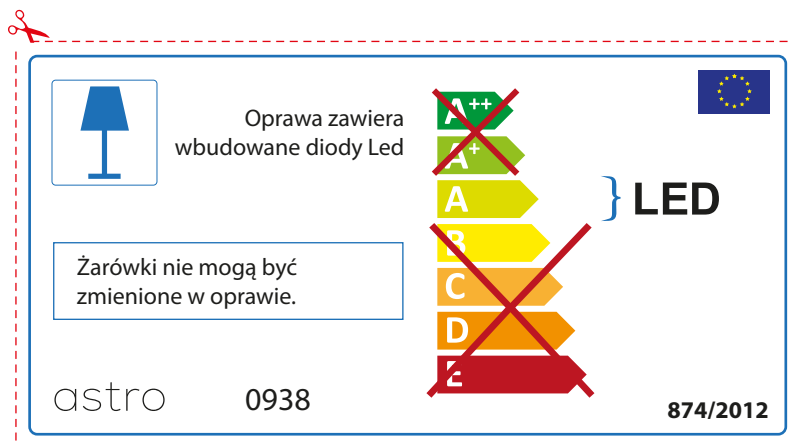 Oprawa zawiera
wbudowane diody Led
A++
A+
A
B
C
D
E
LED
Żarówki nie mogą być
zmienione w oprawie.
astro
0938
874/2012